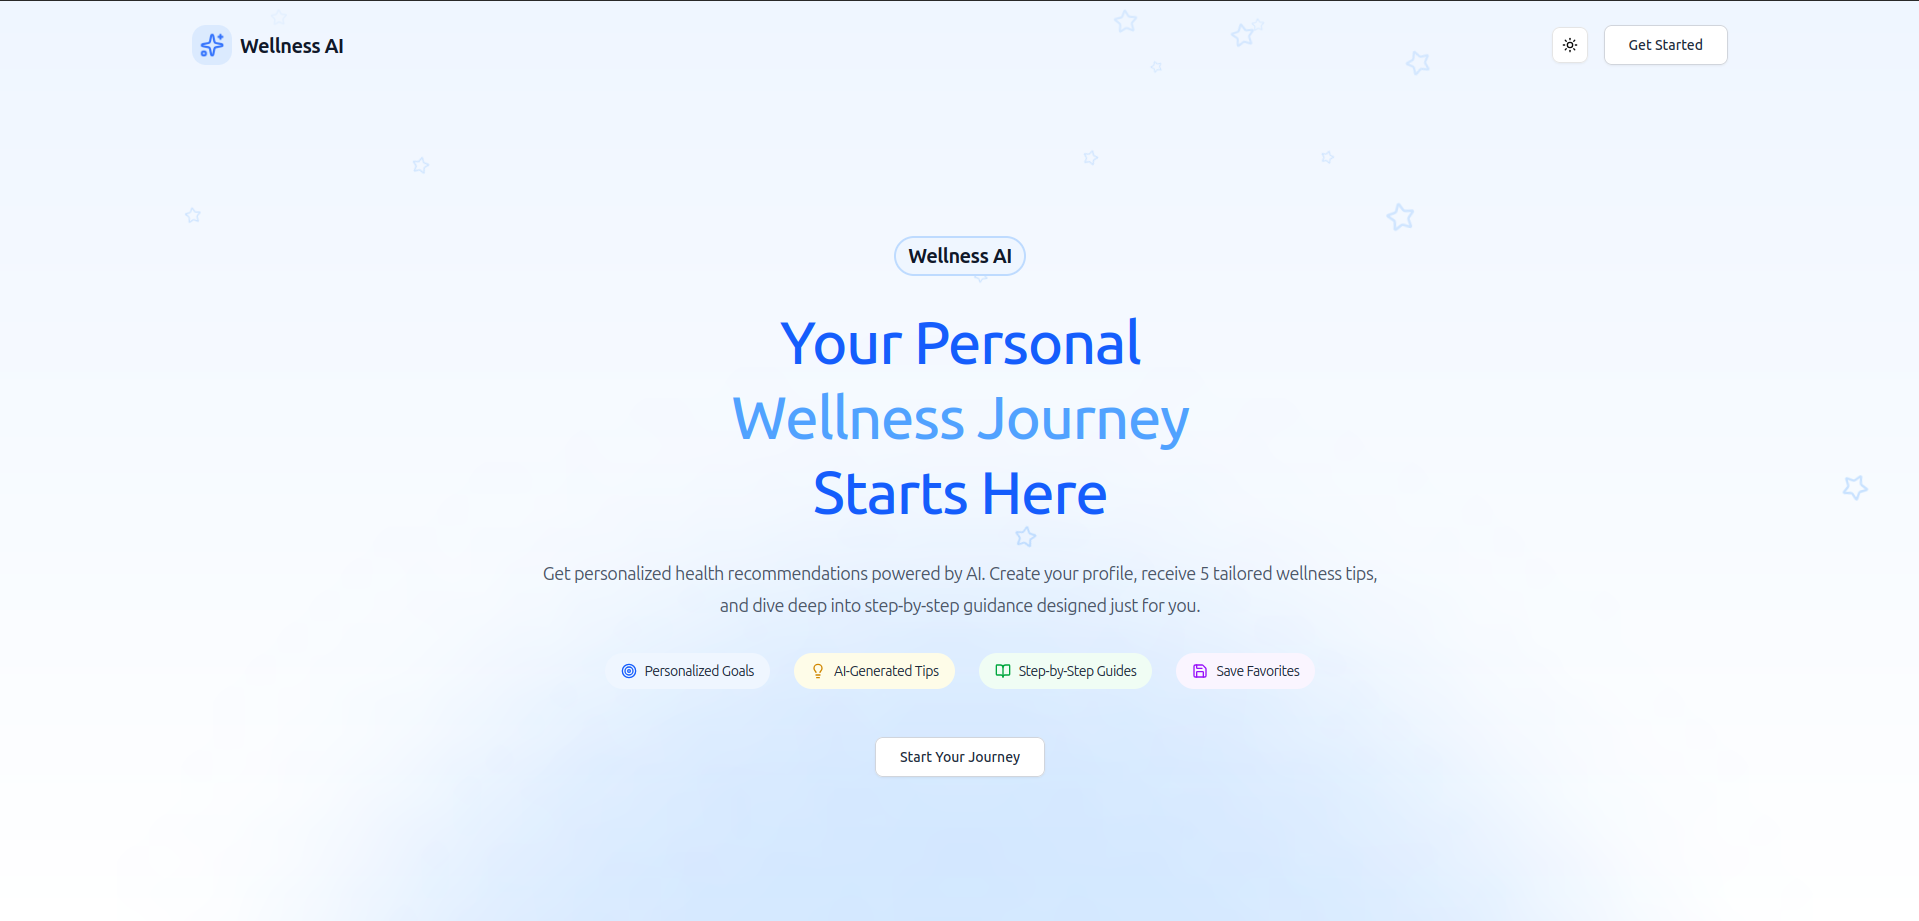 Wellness AI
Get Started
Wellness AI
Your Personal
Wellness Journey
Starts Here
Get personalized health recommendations powered by AI. Create your profile, receive 5 tailored wellness tips,
and dive deep into step-by-step guidance designed just for you.
Personalized Goals
AI-Generated Tips
Step-by-Step Guides
Save Favorites
Start Your Journey